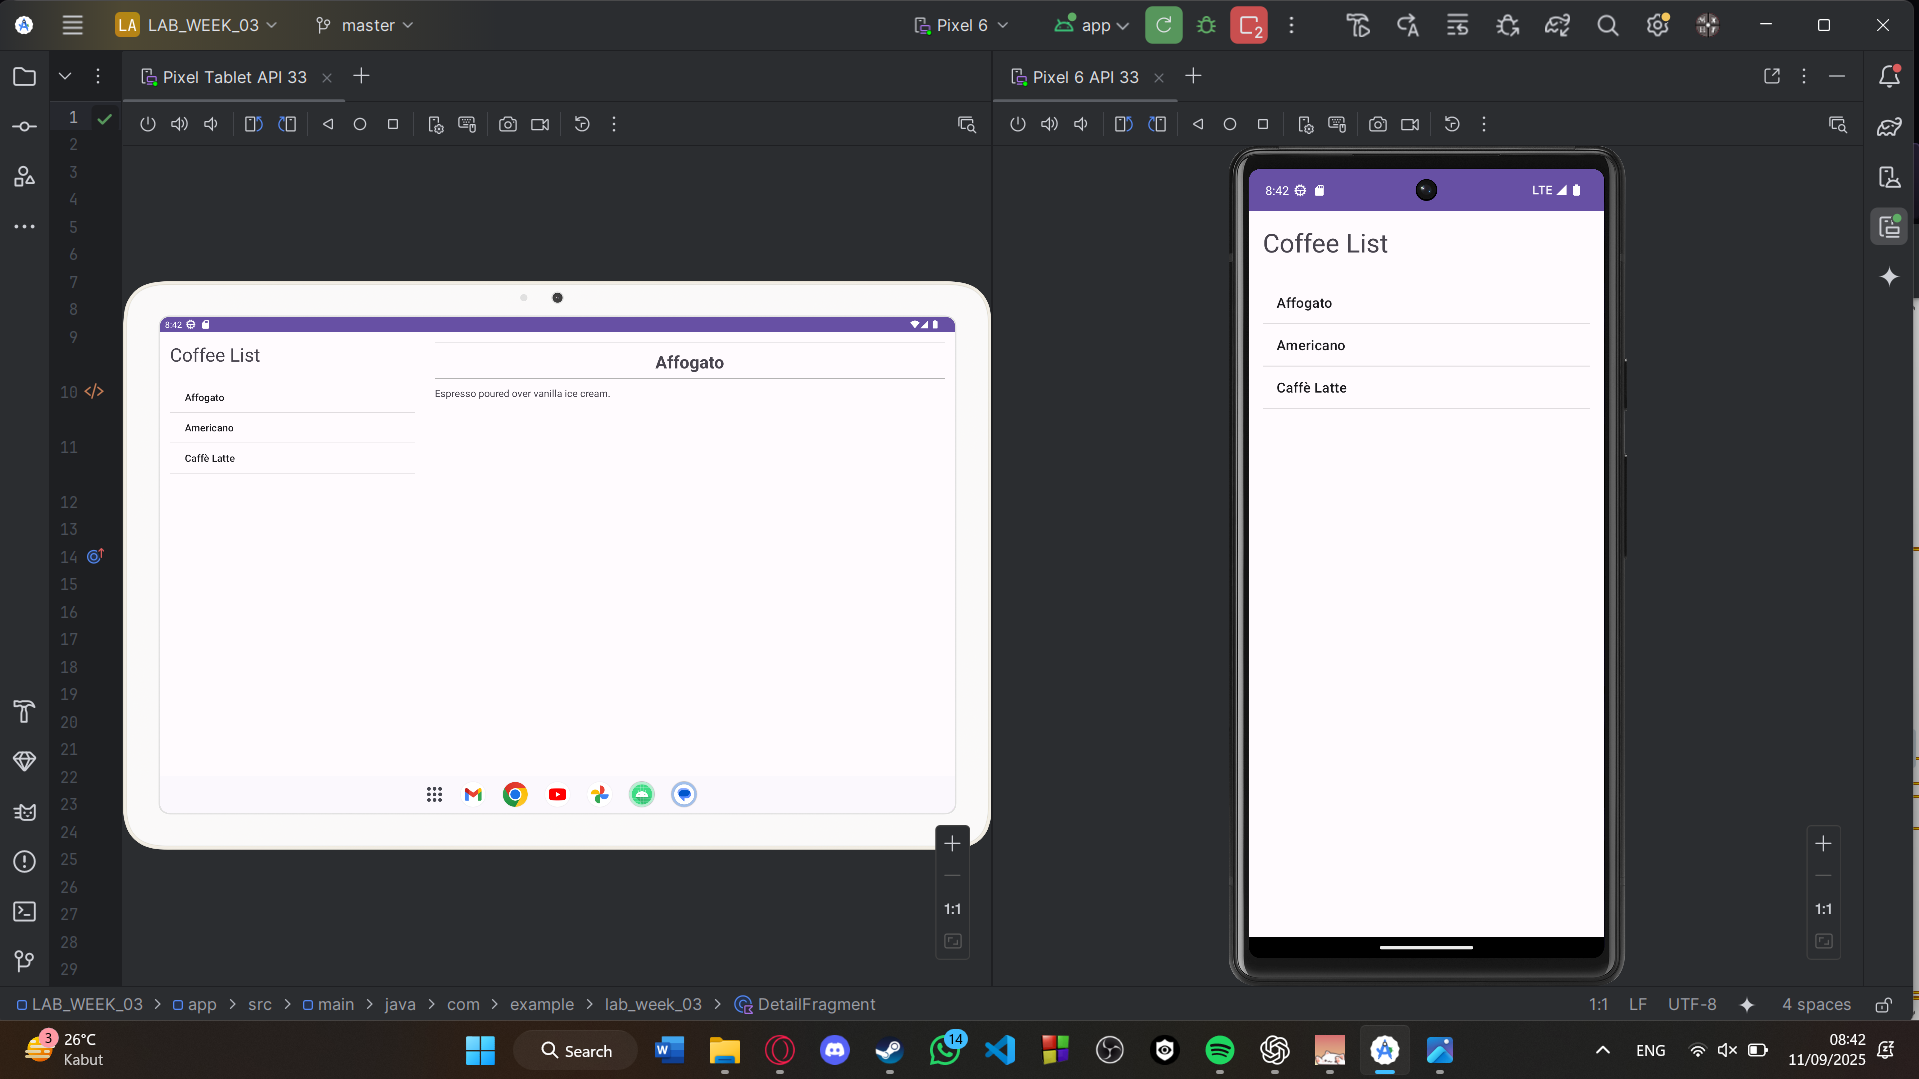 LA LAB_WEEK_03 master Pixel 6 app 2
Pixel Tablet API 33
Pixel 6 API 33
1
2
3
4
5
6
7
8
9
10
11
12
13
14
15
16
17
18
19
20
21
22
23
24
25
26
27
28
29
8:42
Coffee List
Affogato
Americano
Caffè Latte
Affogato
Espresso poured over vanilla ice cream.
1:1
8:42 LTE
Coffee List
Affogato
Americano
Caffè Latte
1:1
LAB_WEEK_03 > app > src > main > java > com > example > lab_week_03 > DetailFragment 1:1 LF UTF-8 4 spaces
3 26°C
Kabut
Search
W
14
ENG
08:42
11/09/2025